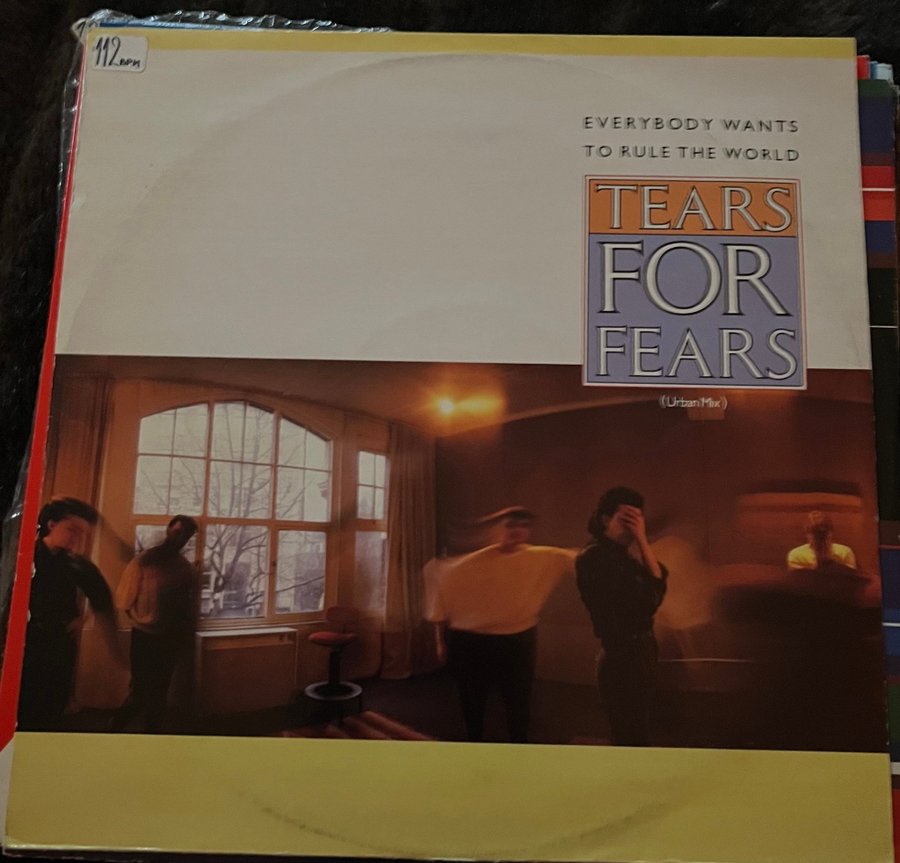 112 BPM
EVERYBODY WANTS
TO RULE THE WORLD
TEARS
FOR
FEARS
(Urban Mix)